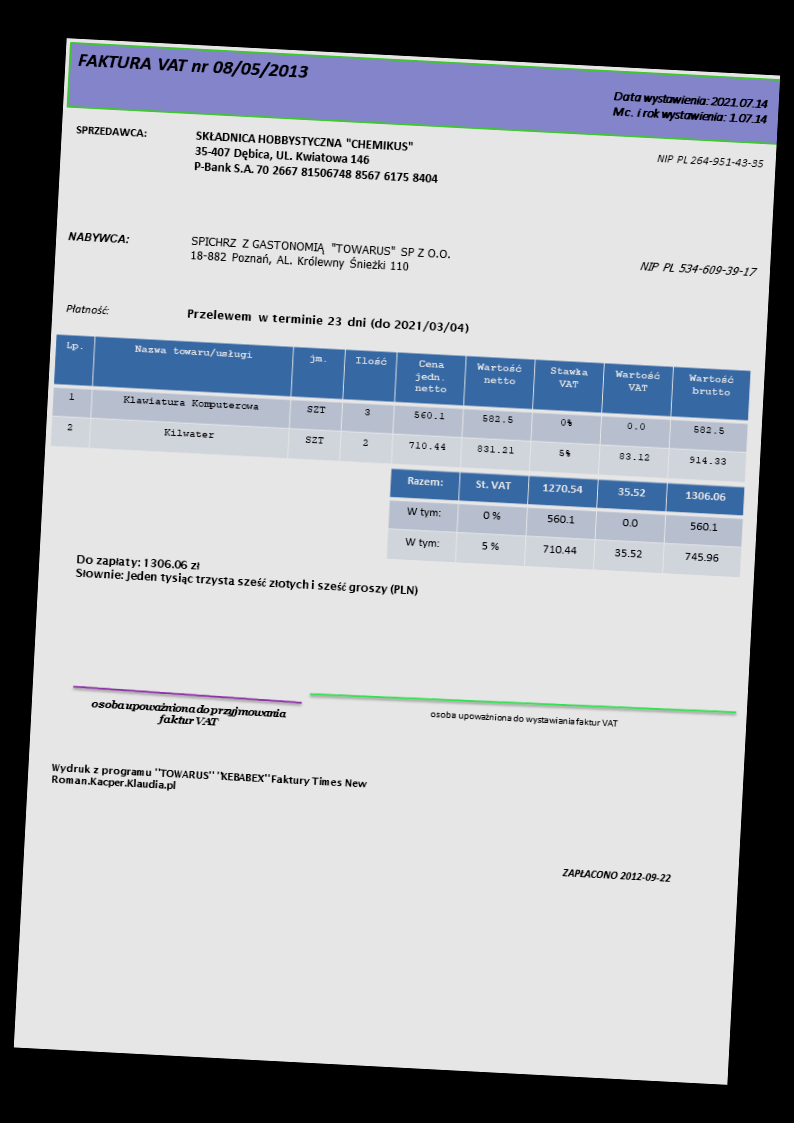 FAKTURA VAT nr 08/05/2013
Data wystawienia: 2021.07.14
Mc. i rok wystawienia: 1.07.14
SPRZEDAWCA:
SKŁADNICA HOBBYSTYCZNA "CHEMIKUS"
35-407 Dębica, UL. Kwiatowa 146
P-Bank S.A. 70 2667 81506748 8567 6175 8404
NIP PL 264-951-43-35
NABYWCA:
SPICHRZ Z GASTONOMIĄ "TOWARUS" SP Z O.O.
18-882 Poznań, AL. Królewny Śnieżki 110
NIP PL 534-609-39-17
Płatność:
Przelewem w terminie 23 dni (do 2021/03/04)
Lp. Nazwa towaru/usługi jm. Ilość Cena jedn. netto Wartość netto Stawka VAT Wartość VAT Wartość brutto
1 Klawiatura Komputerowa SZT 3 560.1 582.5 0% 0.0 582.5
2 Kilwater SZT 2 710.44 831.21 5% 83.12 914.33
Razem: St. VAT 1270.54 35.52 1306.06
W tym: 0 % 560.1 0.0 560.1
W tym: 5 % 710.44 35.52 745.96
Do zapłaty: 1306.06 zł
Słownie: Jeden tysiąc trzysta sześć złotych i sześć groszy (PLN)
osoba upoważniona do przyjmowania
faktur VAT
osoba upoważniona do wystawiania faktur VAT
Wydruk z programu "TOWARUS" "KEBABEX" Faktury Times New
Roman.Kacper.Klaudia.pl
ZAPŁACONO 2012-09-22